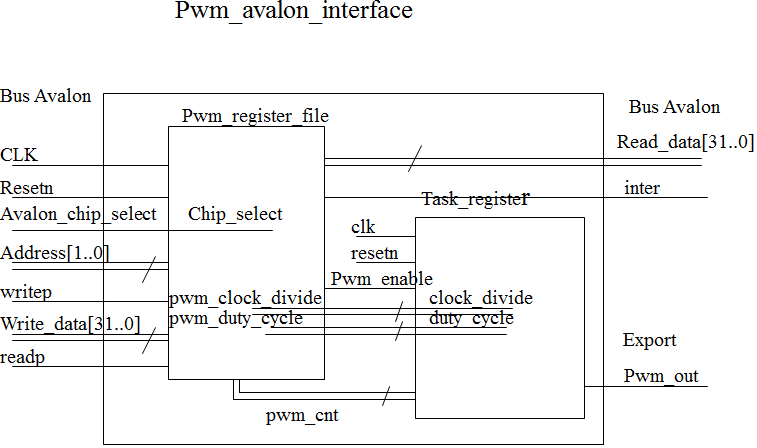 Pwm_avalon_interface
Bus Avalon
Bus Avalon
Pwm_register_file
Read_data[31..0]
CLK
Resetn
inter
Task_register
Avalon_chip_select
Chip_select
clk
Address[1..0]
resetn
Pwm_enable
writep
pwm_clock_divide
clock_divide
Write_data[31..0]
pwm_duty_cycle
duty_cycle
Export
readp
Pwm_out
pwm_cnt